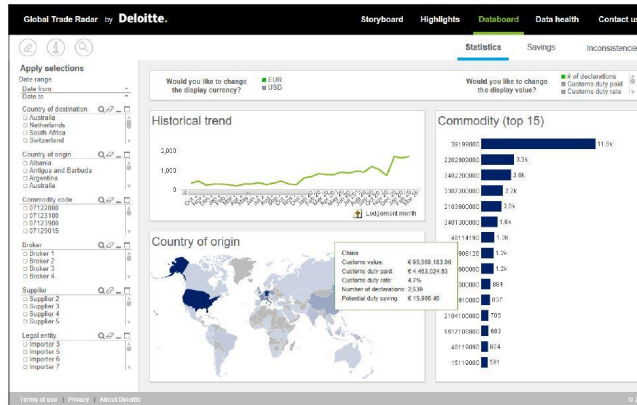 Global Trade Radar by Deloitte.
Storyboard Highlights Databoard Data health Contact us
Statistics Savings Inconsistencie
Apply selections
Date range
Date from
Date to
Country of destination
Australia
Netherlands
South Africa
Switzerland
Country of origin
Albania
Antigua and Barbuda
Argentina
Australia
Commodity code
07122000
07123100
07123900
07129015
Broker
Broker 1
Broker 2
Broker 3
Broker 4
Supplier
Supplier 2
Supplier 3
Supplier 4
Supplier 5
Legal entity
Importer 3
Importer 5
Importer 6
Importer 7
Would you like to change
the display currency?
EUR
USD
Would you like to change
the display value?
# of declarations
Customs duty paid
Customs duty rate
Historical trend
2,000
1,000
0
Lodgement month
Country of origin
China
Customs value: € 95,508,183.06
Customs duty paid: € 4,463,024.53
Customs duty rate: 4.7%
Number of declarations: 2,639
Potential duty saving: € 15,966.40
Commodity (top 15)
39199080 11.8k
2202900000 3.3k
3402200000 3.0k
3307200000 2.2k
2103900000 2.0k
3401300000 1.8k
48114190 1.3k
1.2k
1.2k
884
837
2104100000 705
683
604
15119090 591
Terms of use | Privacy | About Deloitte